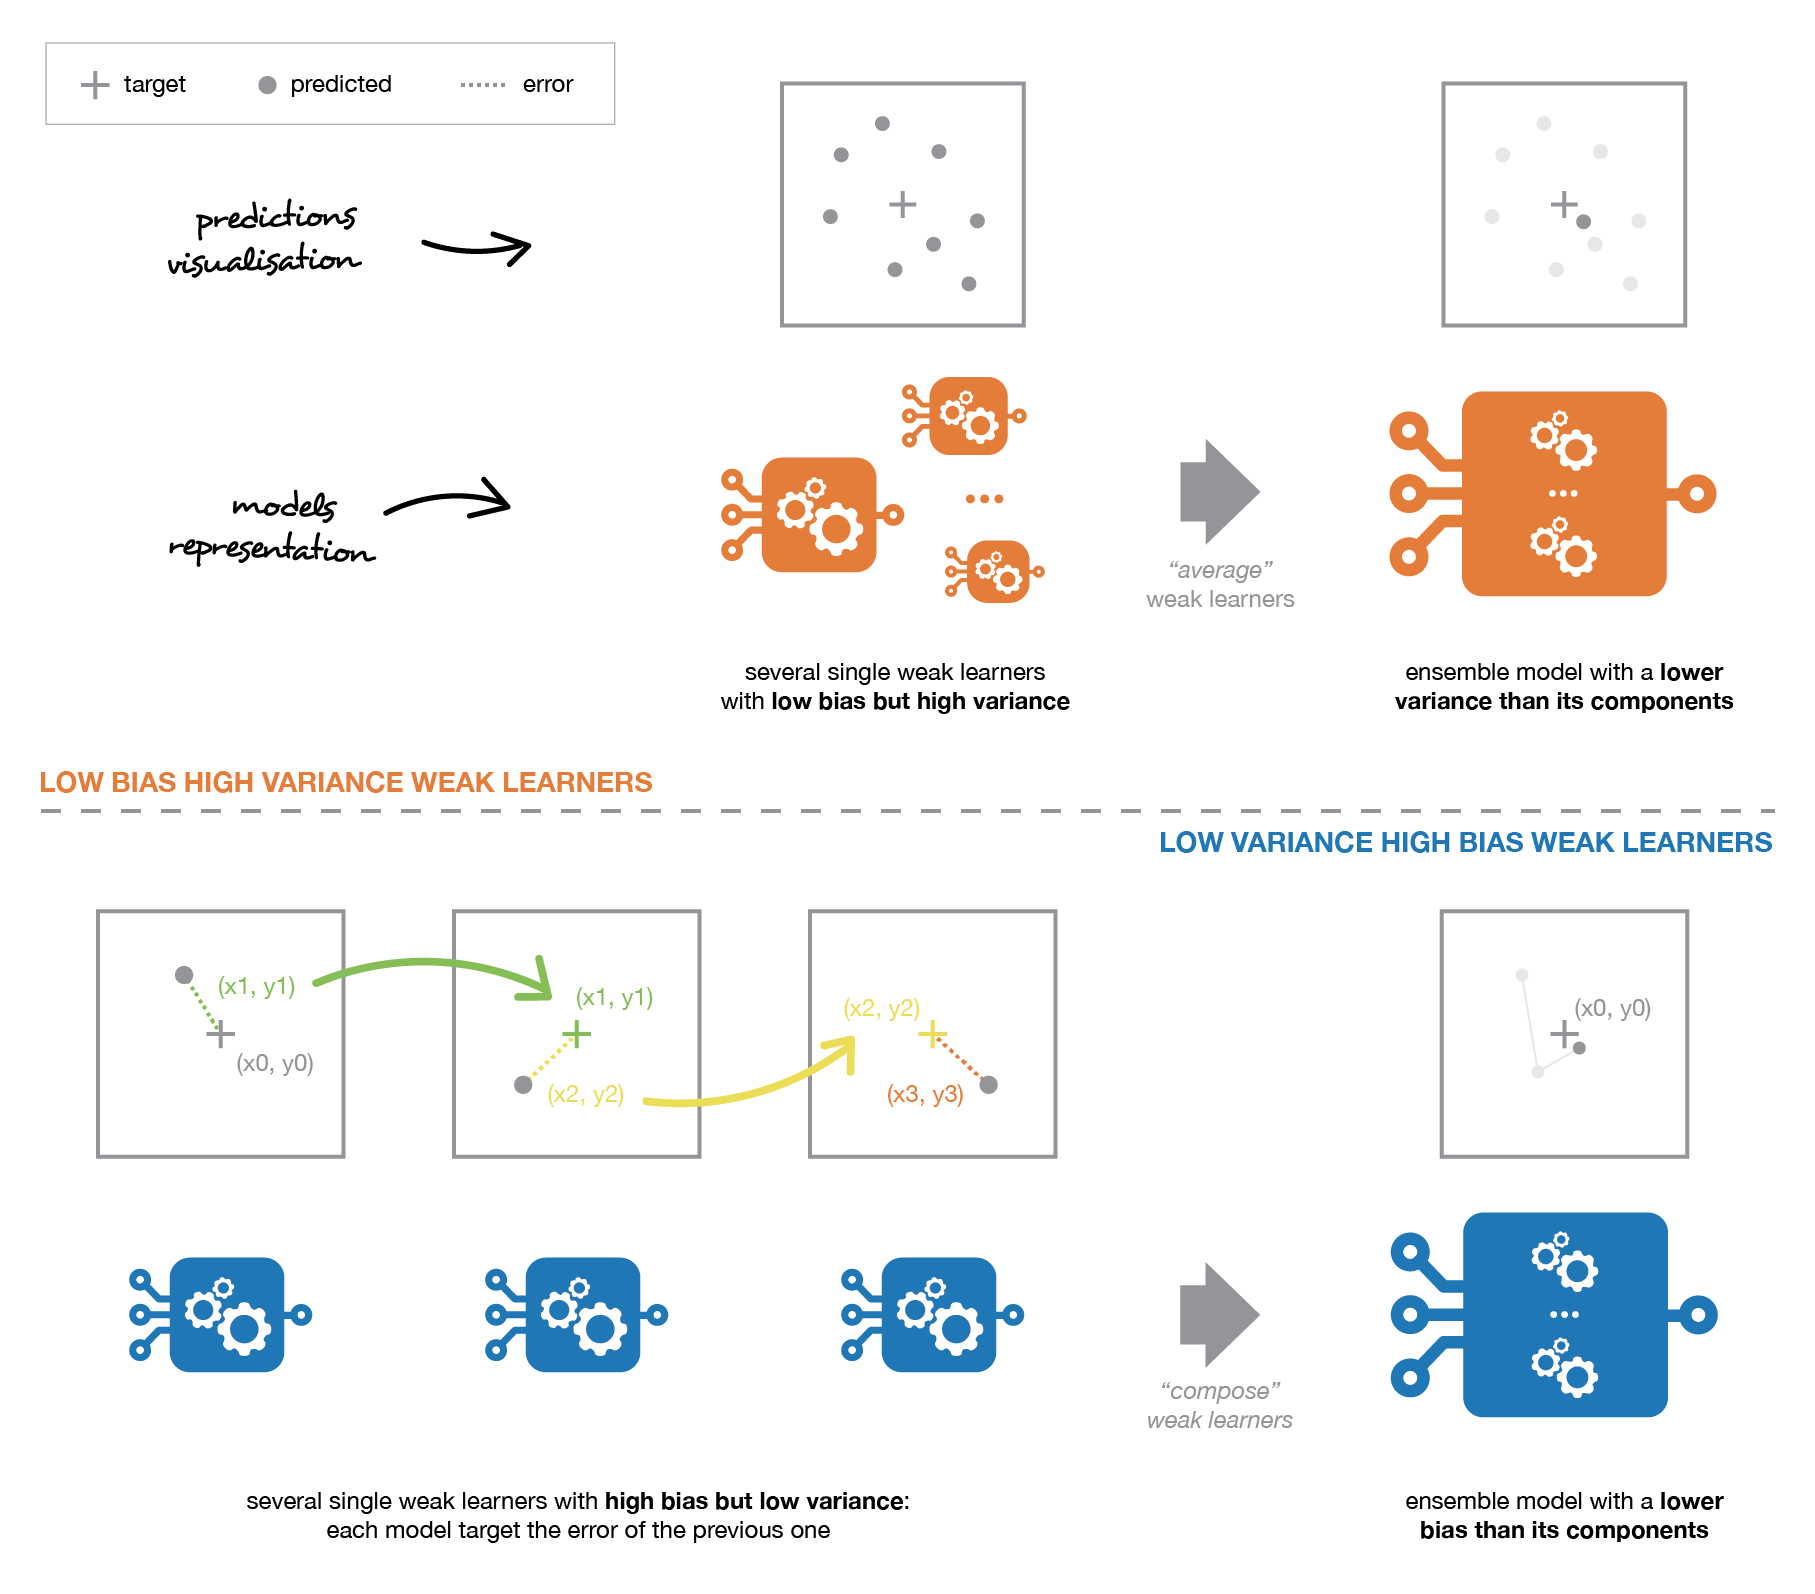 target predicted error
predictions
visualisation
models
representation
"average"
weak learners
several single weak learners
with low bias but high variance
ensemble model with a lower
variance than its components
LOW BIAS HIGH VARIANCE WEAK LEARNERS
LOW VARIANCE HIGH BIAS WEAK LEARNERS
(x1, y1)
(x0, y0)
(x1, y1)
(x2, y2)
(x2, y2)
(x3, y3)
(x0, y0)
"compose"
weak learners
several single weak learners with high bias but low variance:
each model target the error of the previous one
ensemble model with a lower
bias than its components